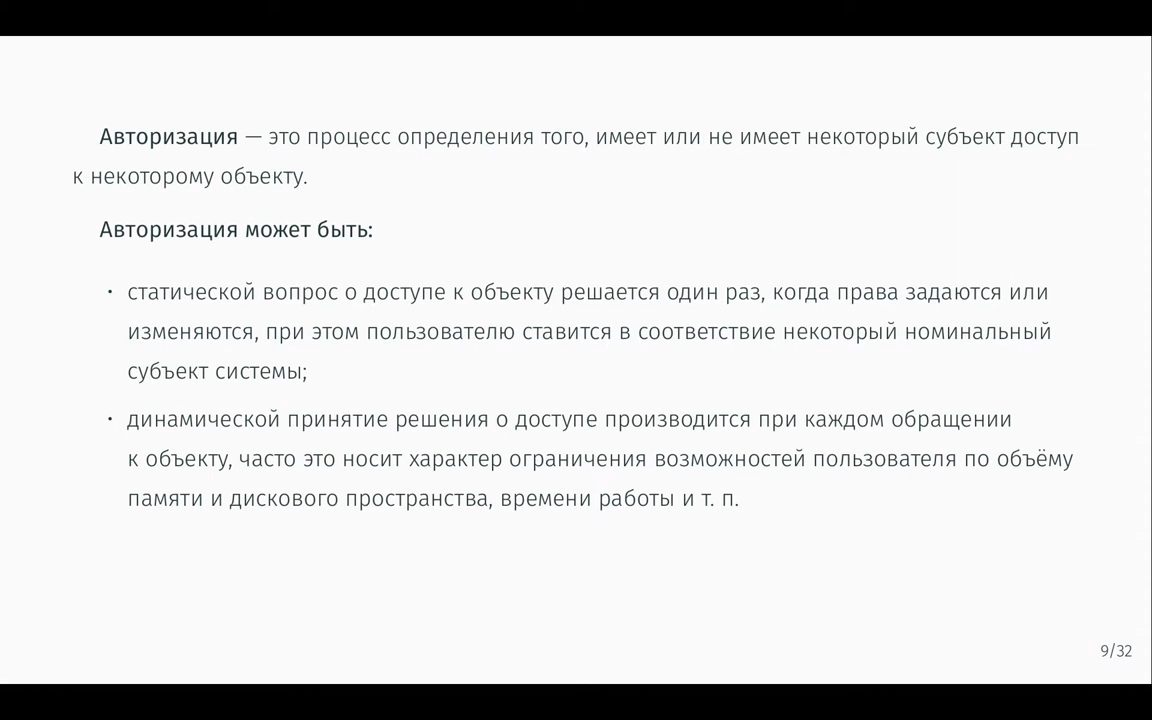 Авторизация — это процесс определения того, имеет или не имеет некоторый субъект доступ
к некоторому объекту.
Авторизация может быть:
• статической вопрос о доступе к объекту решается один раз, когда права задаются или
изменяются, при этом пользователю ставится в соответствие некоторый номинальный
субъект системы;
• динамической принятие решения о доступе производится при каждом обращении
к объекту, часто это носит характер ограничения возможностей пользователя по объёму
памяти и дискового пространства, времени работы и т. п.
9/32